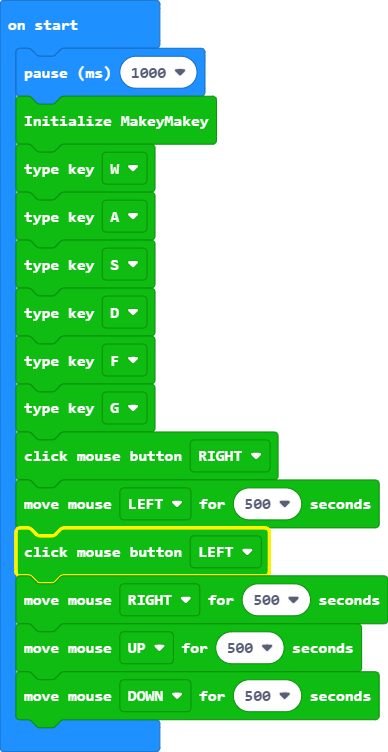 on start
pause (ms) 1000
Initialize MakeyMakey
type key W
type key A
type key S
type key D
type key F
type key G
click mouse button RIGHT
move mouse LEFT for 500 seconds
click mouse button LEFT
move mouse RIGHT for 500 seconds
move mouse UP for 500 seconds
move mouse DOWN for 500 seconds